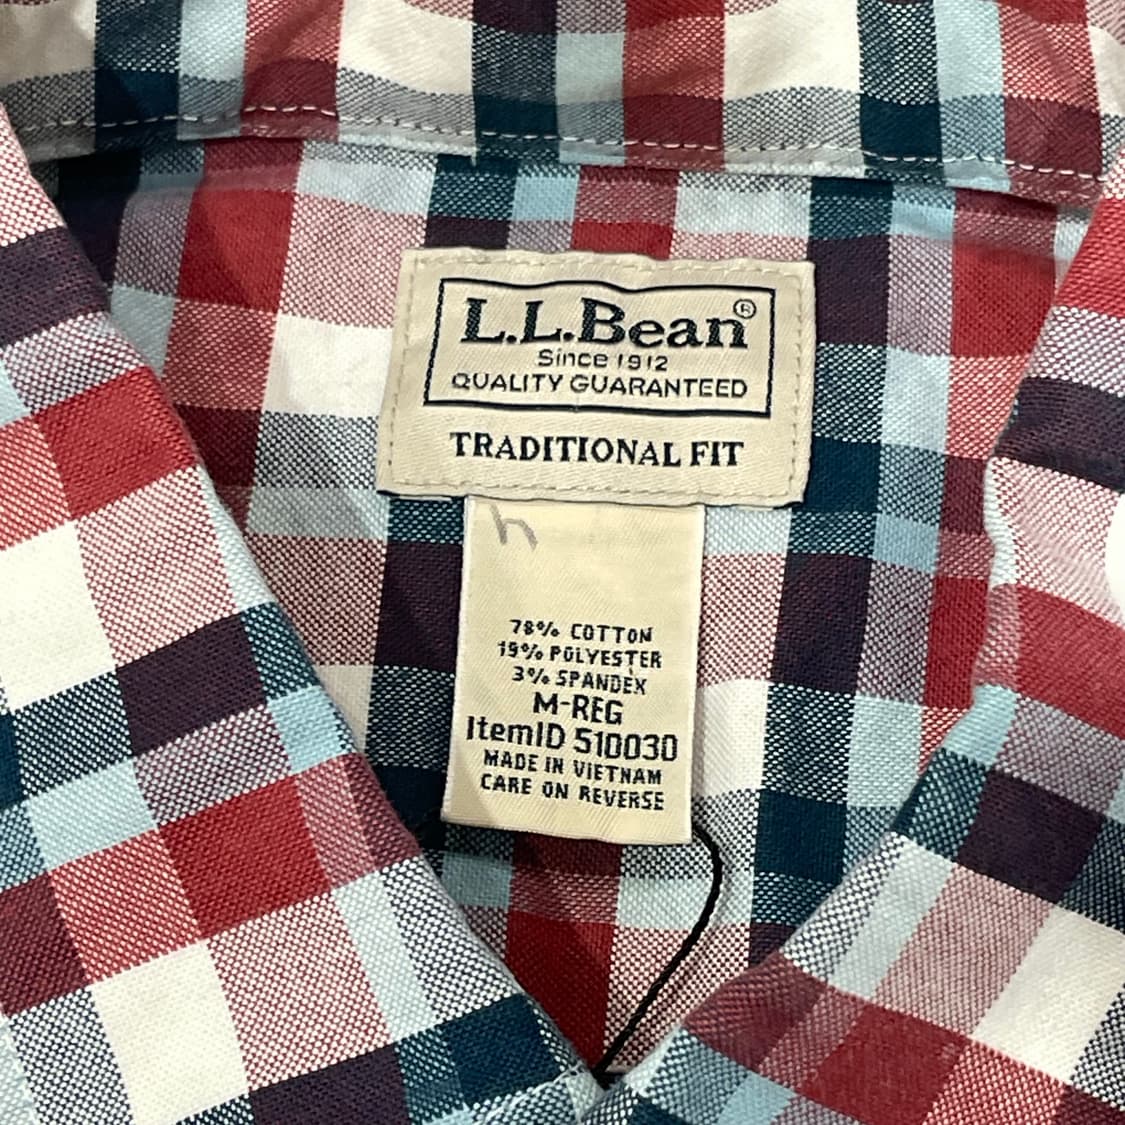 L.L.Bean®
Since 1912
QUALITY GUARANTEED
TRADITIONAL FIT
h
78% COTTON
19% POLYESTER
3% SPANDEX
M-REG
ItemID 510030
MADE IN VIETNAM
CARE ON REVERSE